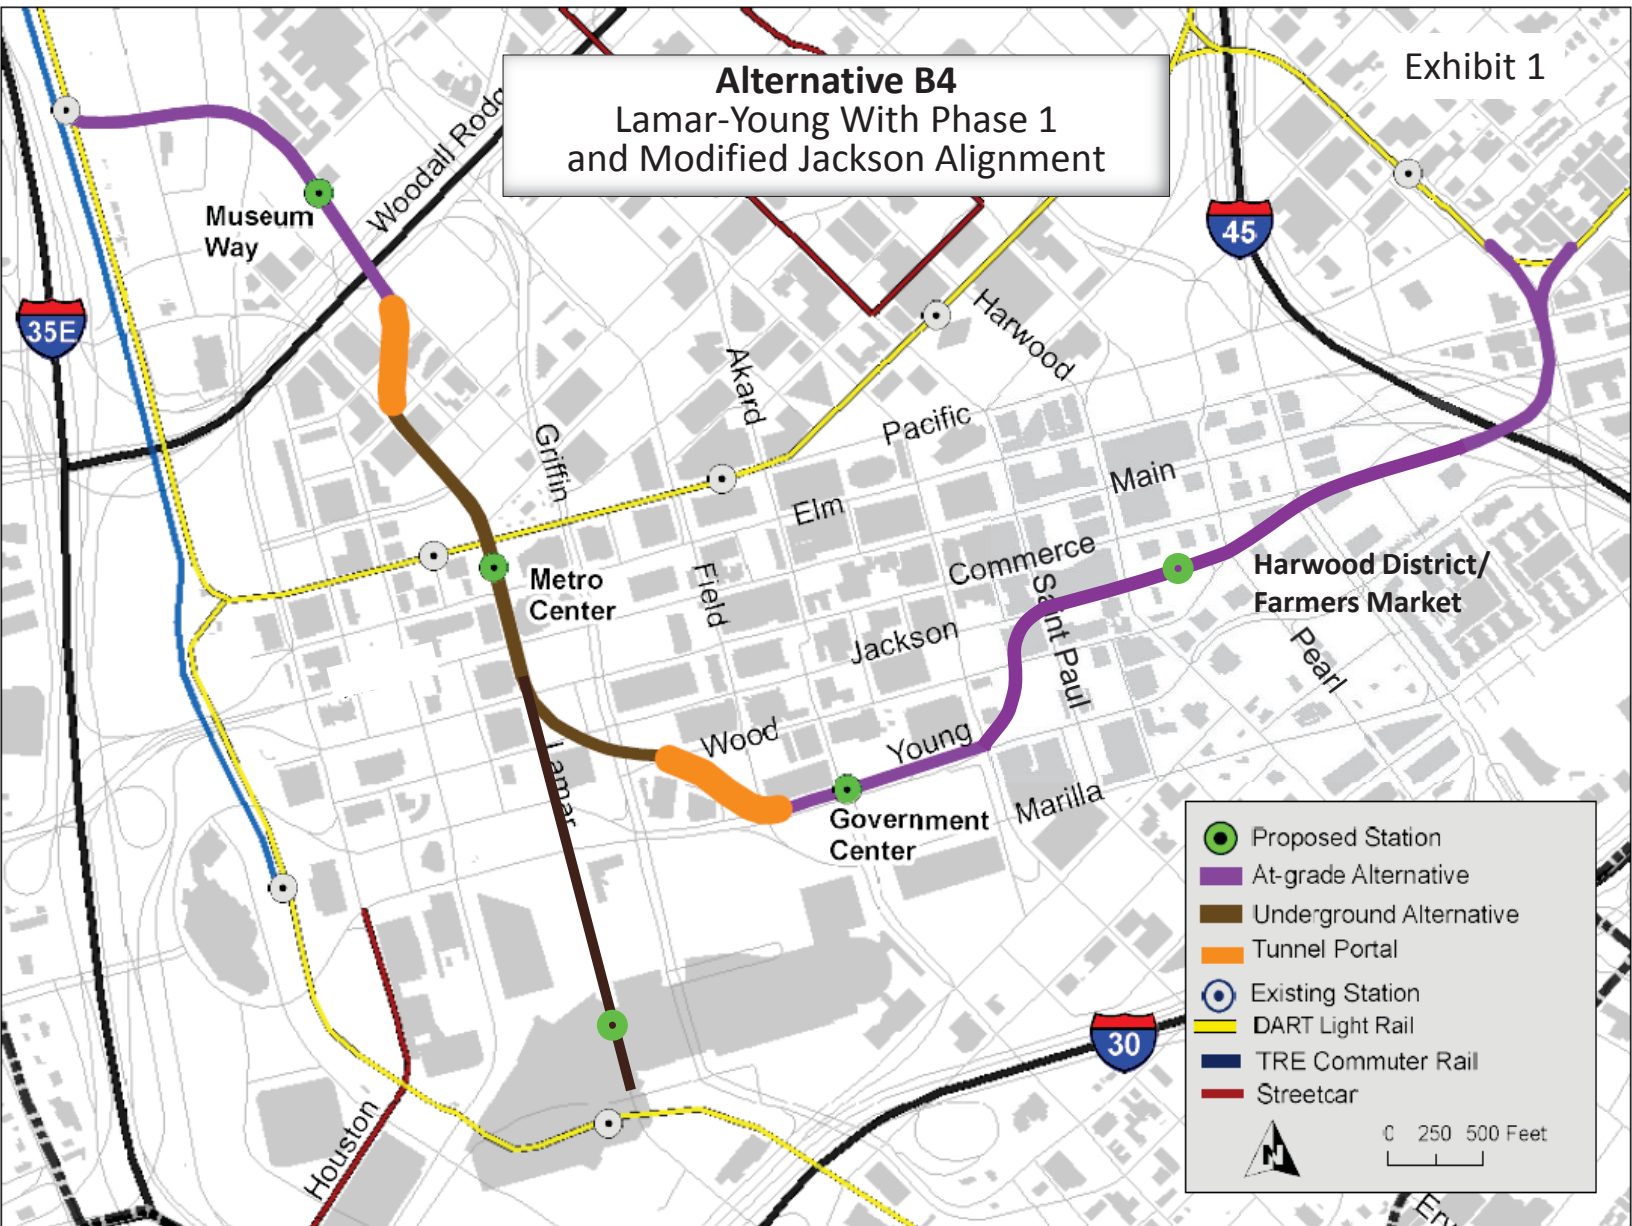 Exhibit 1
Alternative B4
Lamar-Young With Phase 1
and Modified Jackson Alignment
Woodall Rodg
Museum
Way
45
35E
Harwood
Akard
Pacific
Griffin
Main
Elm
Commerce
Metro
Center
Field
Saint Paul
Harwood District/
Farmers Market
Jackson
Pearl
Wood
Young
Lamar
Marilla
Government
Center
30
Houston
Proposed Station
At-grade Alternative
Underground Alternative
Tunnel Portal
Existing Station
DART Light Rail
TRE Commuter Rail
Streetcar
N
0 250 500 Feet